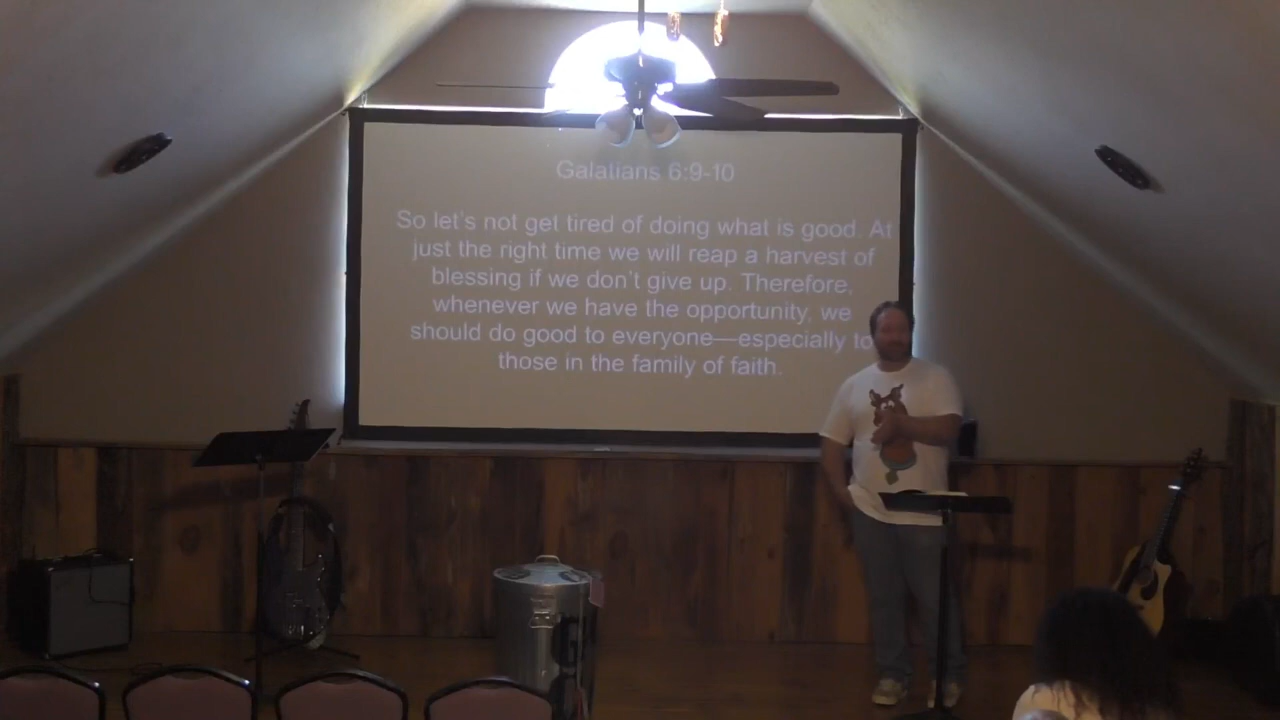 Galatians 6:9-10
So let's not get tired of doing what is good. At
just the right time we will reap a harvest of
blessing if we don't give up. Therefore,
whenever we have the opportunity, we
should do good to everyone—especially to
those in the family of faith.